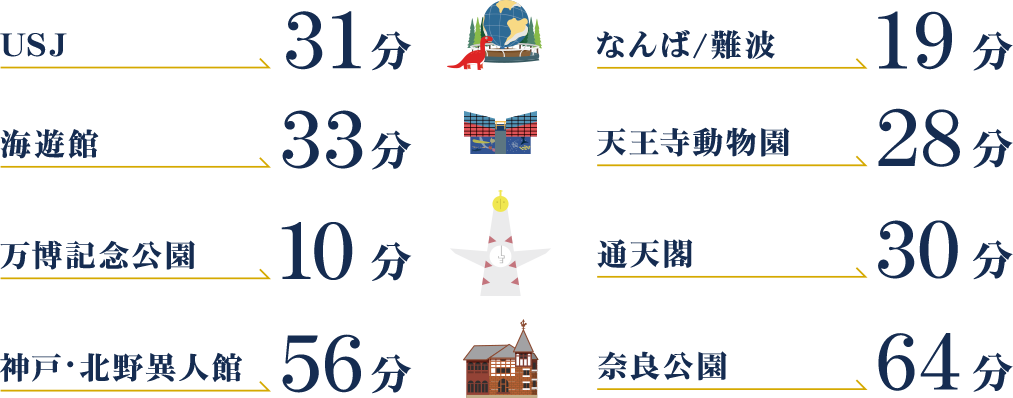 USJ 31分
なんば/難波 19分
海遊館 33分
天王寺動物園 28分
万博記念公園 10分
通天閣 30分
神戸・北野異人館 56分
奈良公園 64分